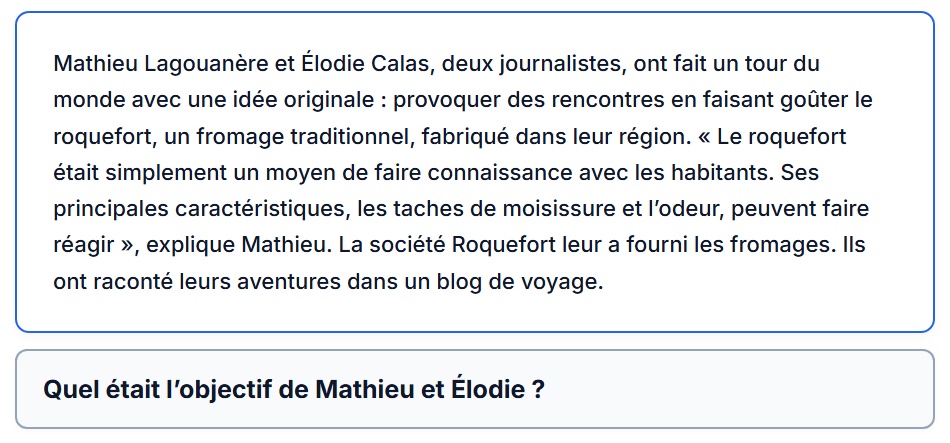 Mathieu Lagouanère et Élodie Calas, deux journalistes, ont fait un tour du
monde avec une idée originale : provoquer des rencontres en faisant goûter le
roquefort, un fromage traditionnel, fabriqué dans leur région. « Le roquefort
était simplement un moyen de faire connaissance avec les habitants. Ses
principales caractéristiques, les taches de moisissure et l’odeur, peuvent faire
réagir », explique Mathieu. La société Roquefort leur a fourni les fromages. Ils
ont raconté leurs aventures dans un blog de voyage.
Quel était l’objectif de Mathieu et Élodie ?